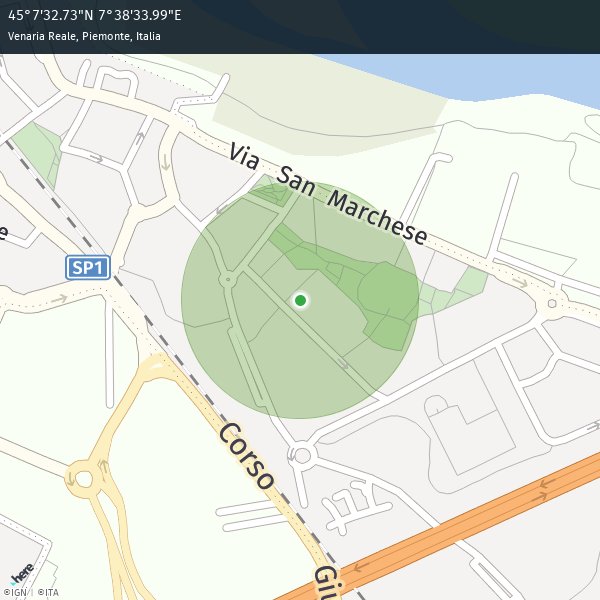 45°7'32.73"N 7°38'33.99"E
Venaria Reale, Piemonte, Italia
Via San Marchese
e
SP1
Corso
Giu
here
©IGN | ©ITA